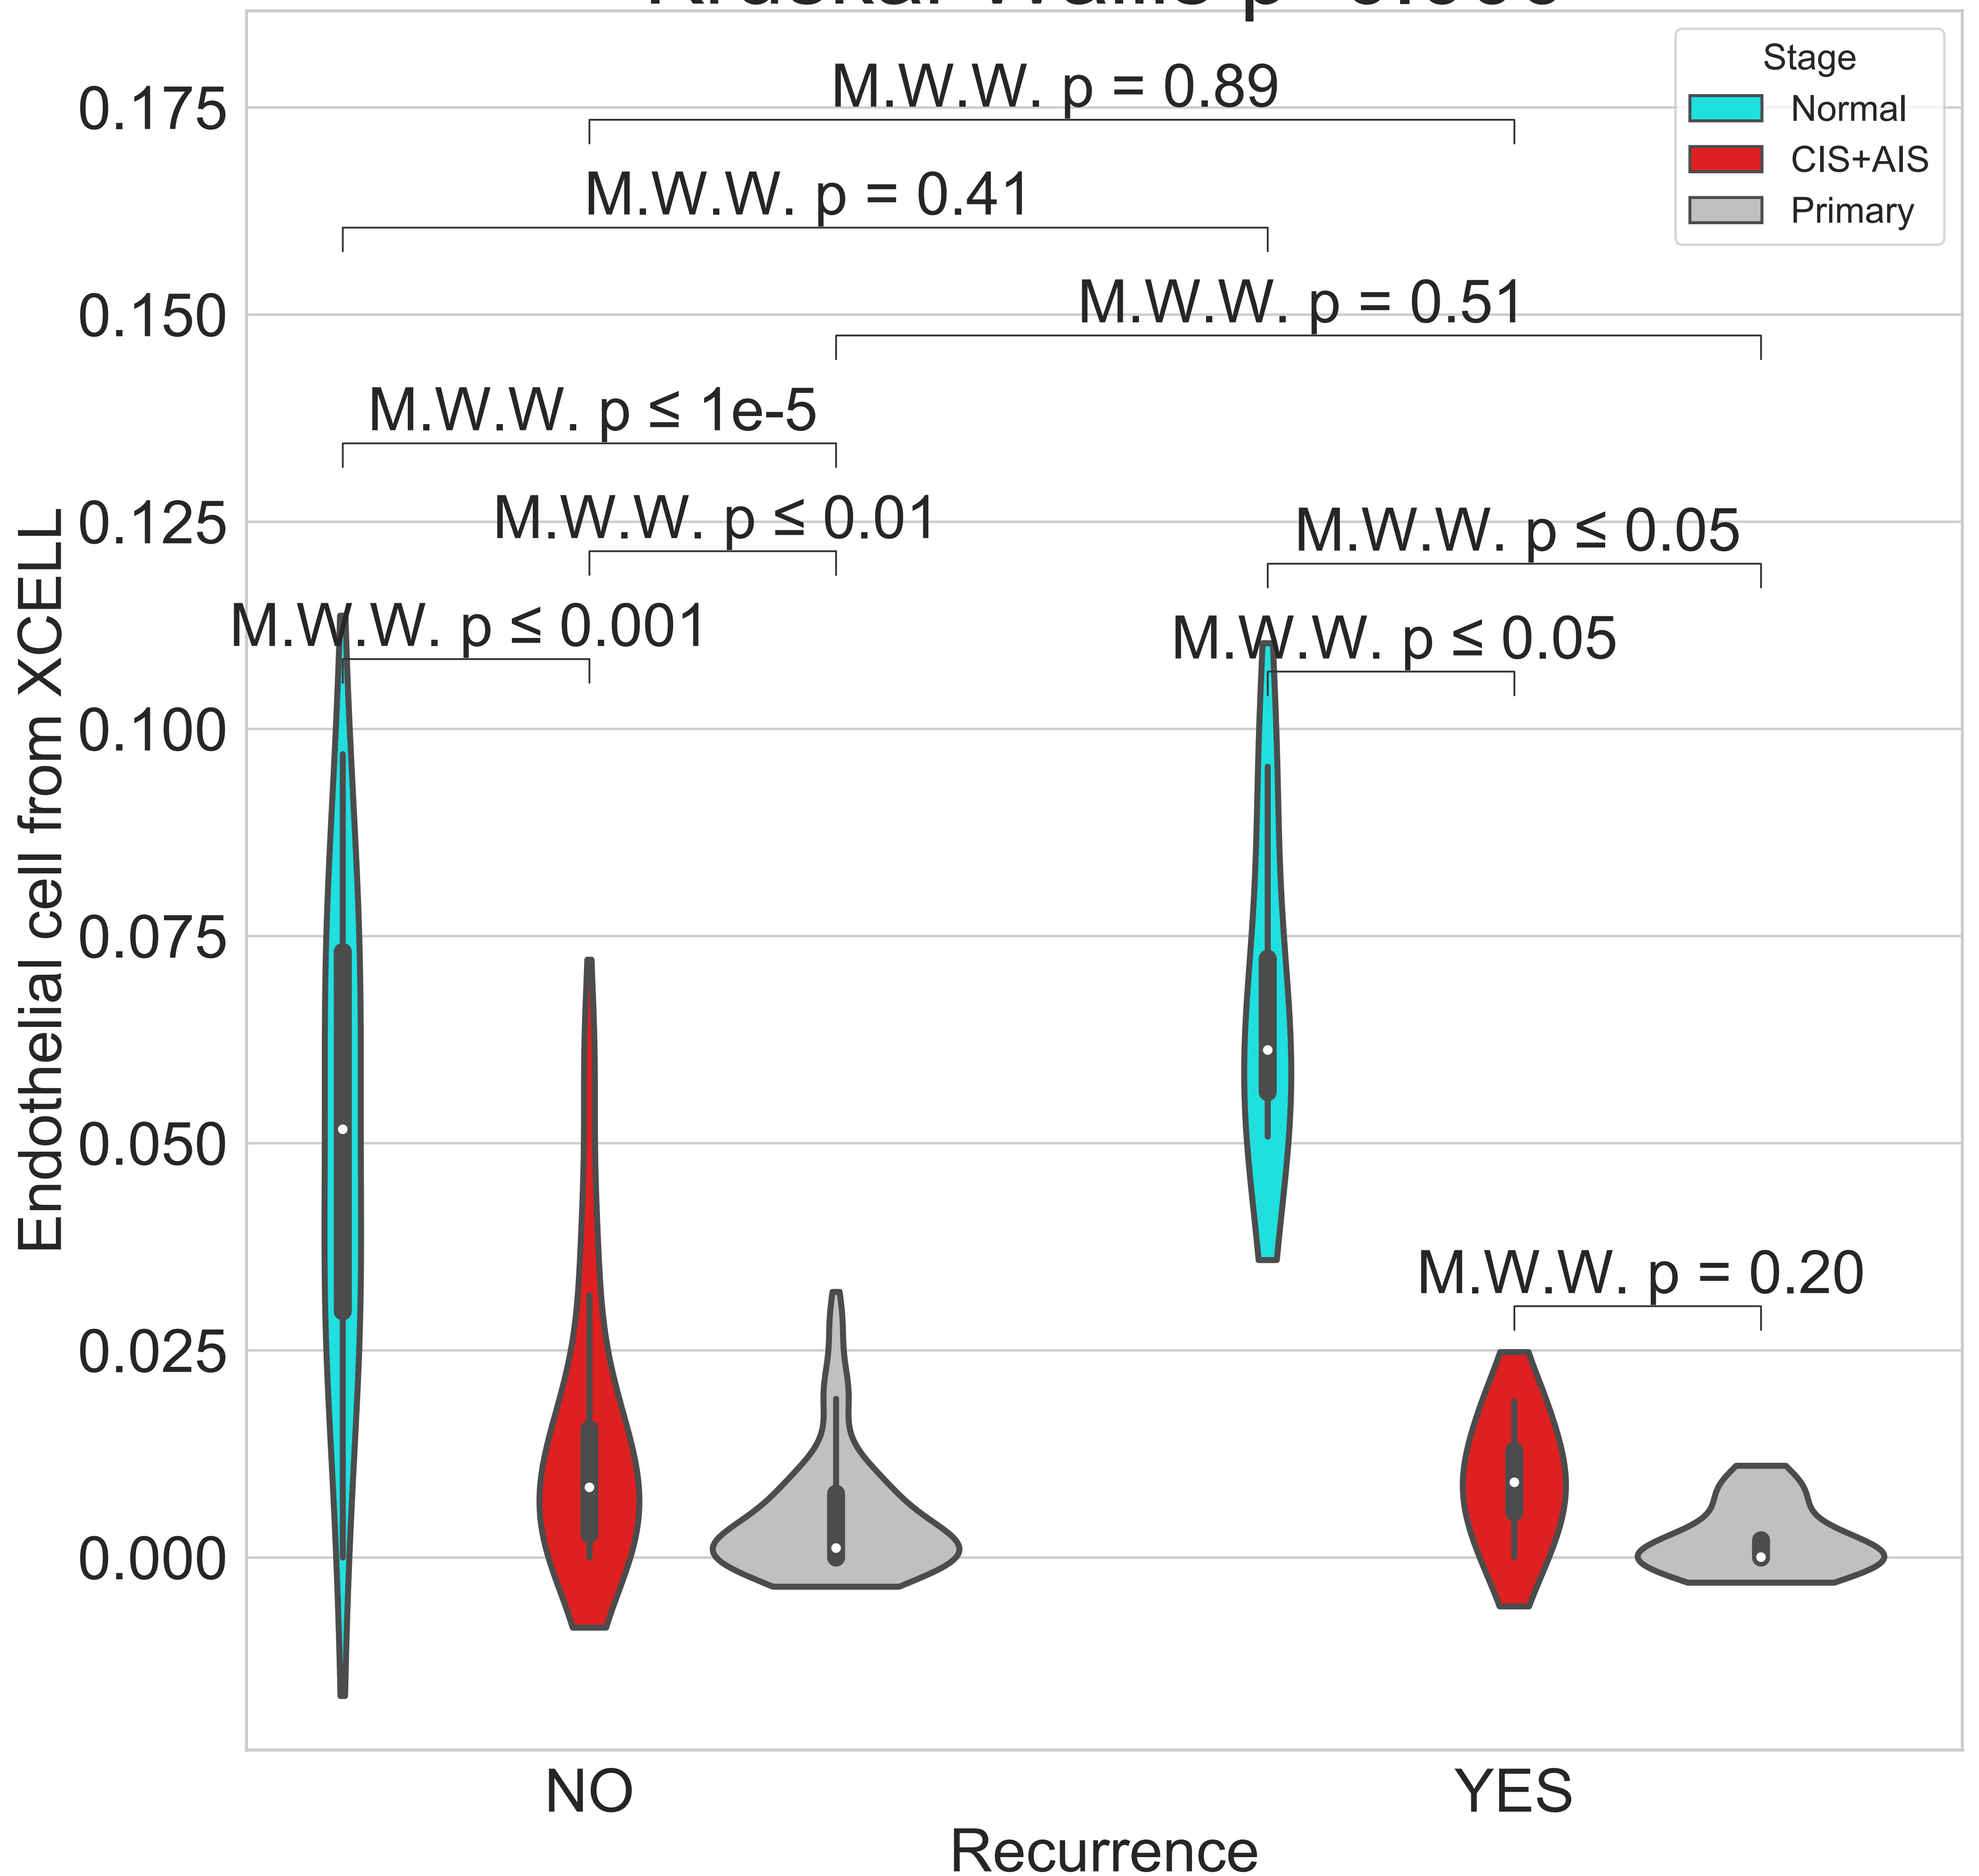 Stage
Normal
CIS+AIS
Primary
M.W.W. p = 0.89
M.W.W. p = 0.41
M.W.W. p = 0.51
M.W.W. p ≤ 1e-5
M.W.W. p ≤ 0.01
M.W.W. p ≤ 0.05
M.W.W. p ≤ 0.001
M.W.W. p ≤ 0.05
M.W.W. p = 0.20
0.175
0.150
0.125
0.100
0.075
0.050
0.025
0.000
Endothelial cell from XCELL
NO
YES
Recurrence